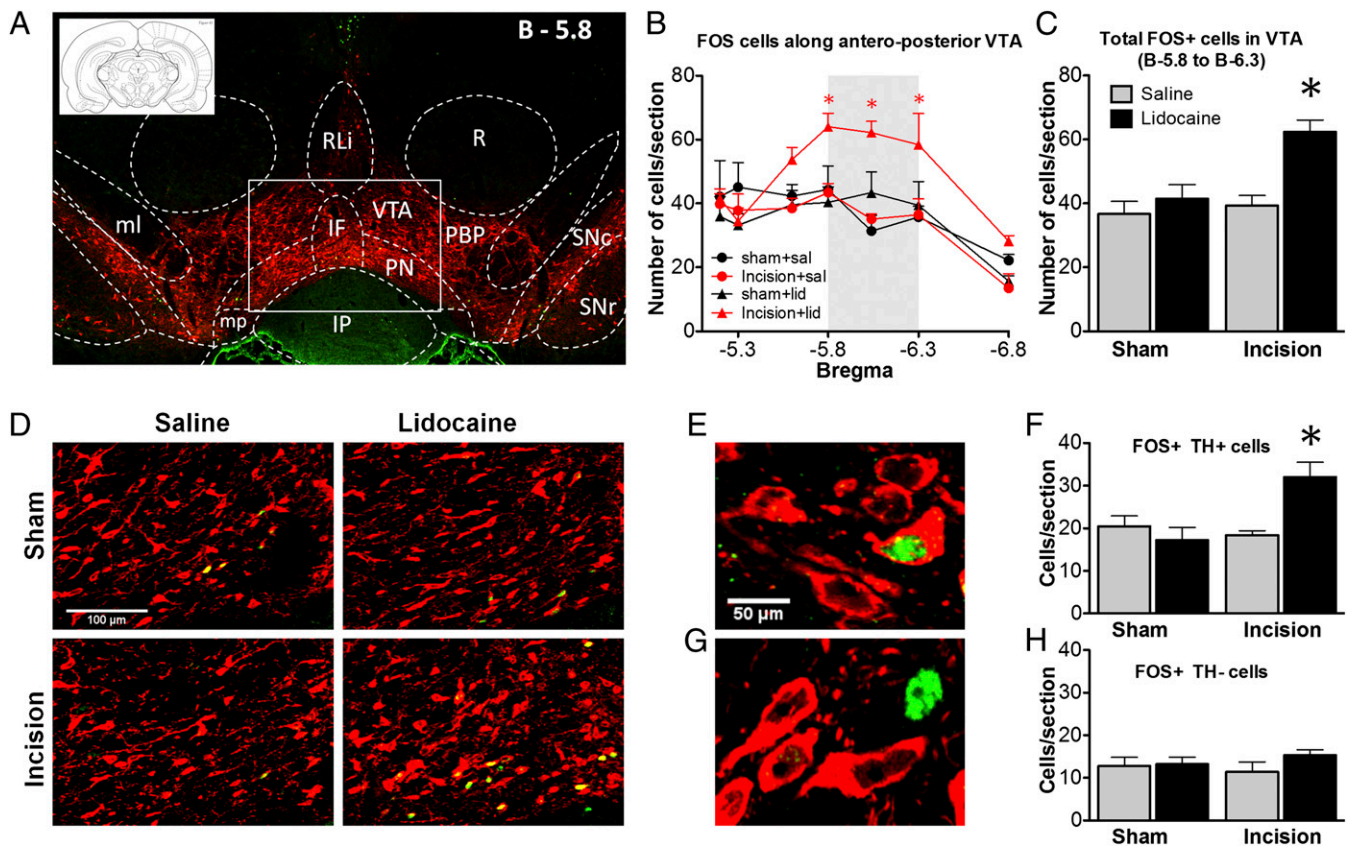 A
B - 5.8
RLi
R
ml
IF
VTA
PBP
PN
SNc
SNr
mp
IP
B
FOS cells along antero-posterior VTA
Number of cells/section
80
60
40
20
0
sham+sal
Incision+sal
sham+lid
Incision+lid
* * *
-5.3 -5.8 -6.3 -6.8
Bregma
C
Total FOS+ cells in VTA
(B-5.8 to B-6.3)
Number of cells/section
80
60
40
20
0
Saline
Lidocaine
*
Sham Incision
D
Saline Lidocaine
Sham
100 µm
Incision
E
50 µm
G
F
FOS+ TH+ cells
*
Cells/section
40
30
20
10
0
Sham Incision
H
FOS+ TH- cells
Cells/section
40
30
20
10
0
Sham Incision